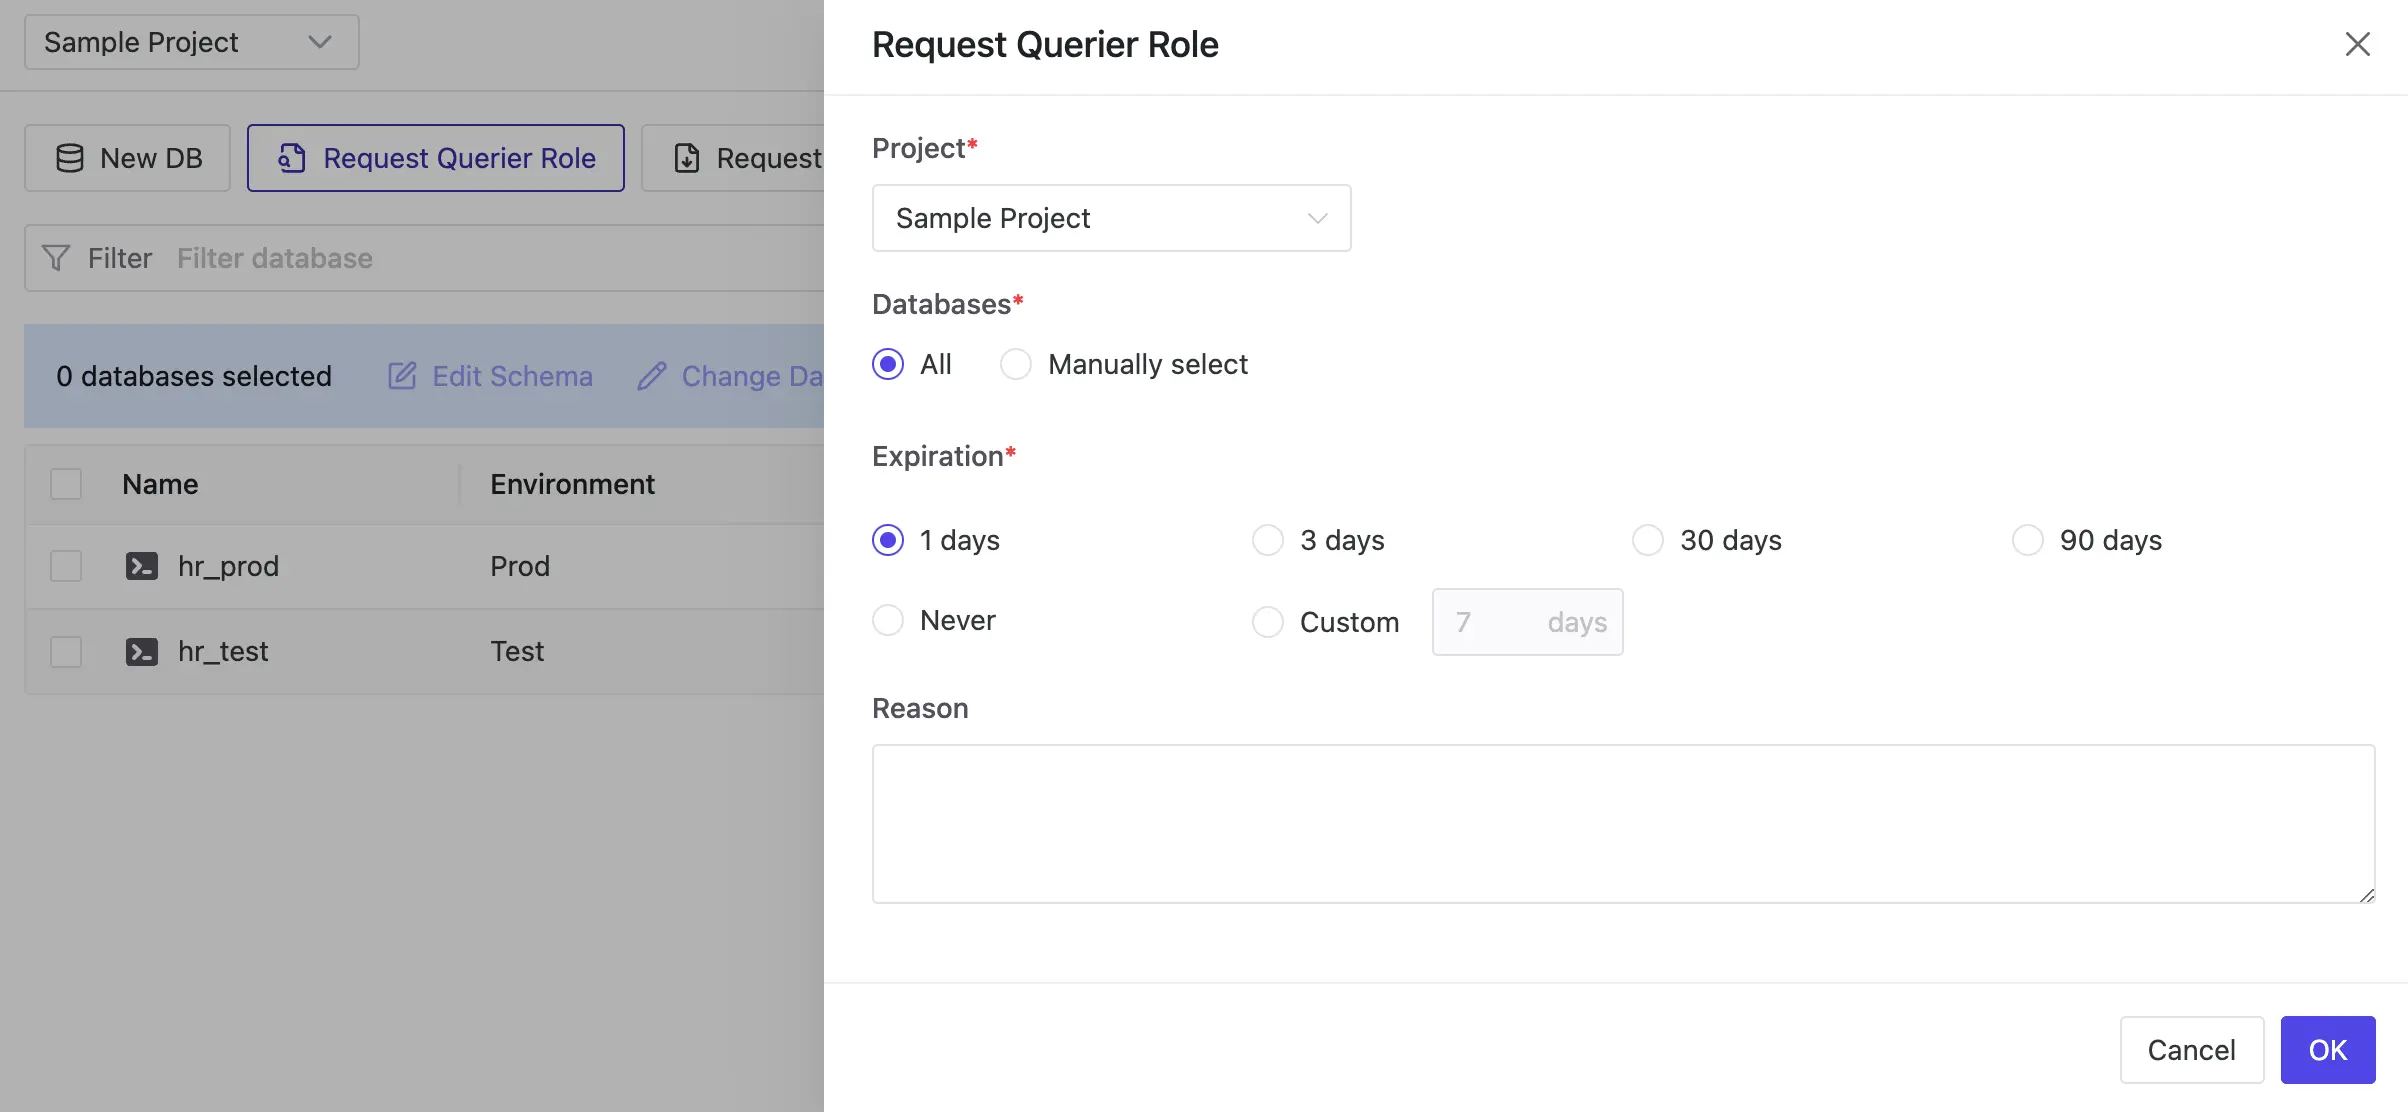 Sample Project
New DB
Request Querier Role
Request
Filter Filter database
0 databases selected Edit Schema Change Da
Name Environment
hr_prod Prod
hr_test Test
Request Querier Role
Project*
Sample Project
Databases*
All Manually select
Expiration*
1 days 3 days 30 days 90 days
Never Custom 7 days
Reason
Cancel OK